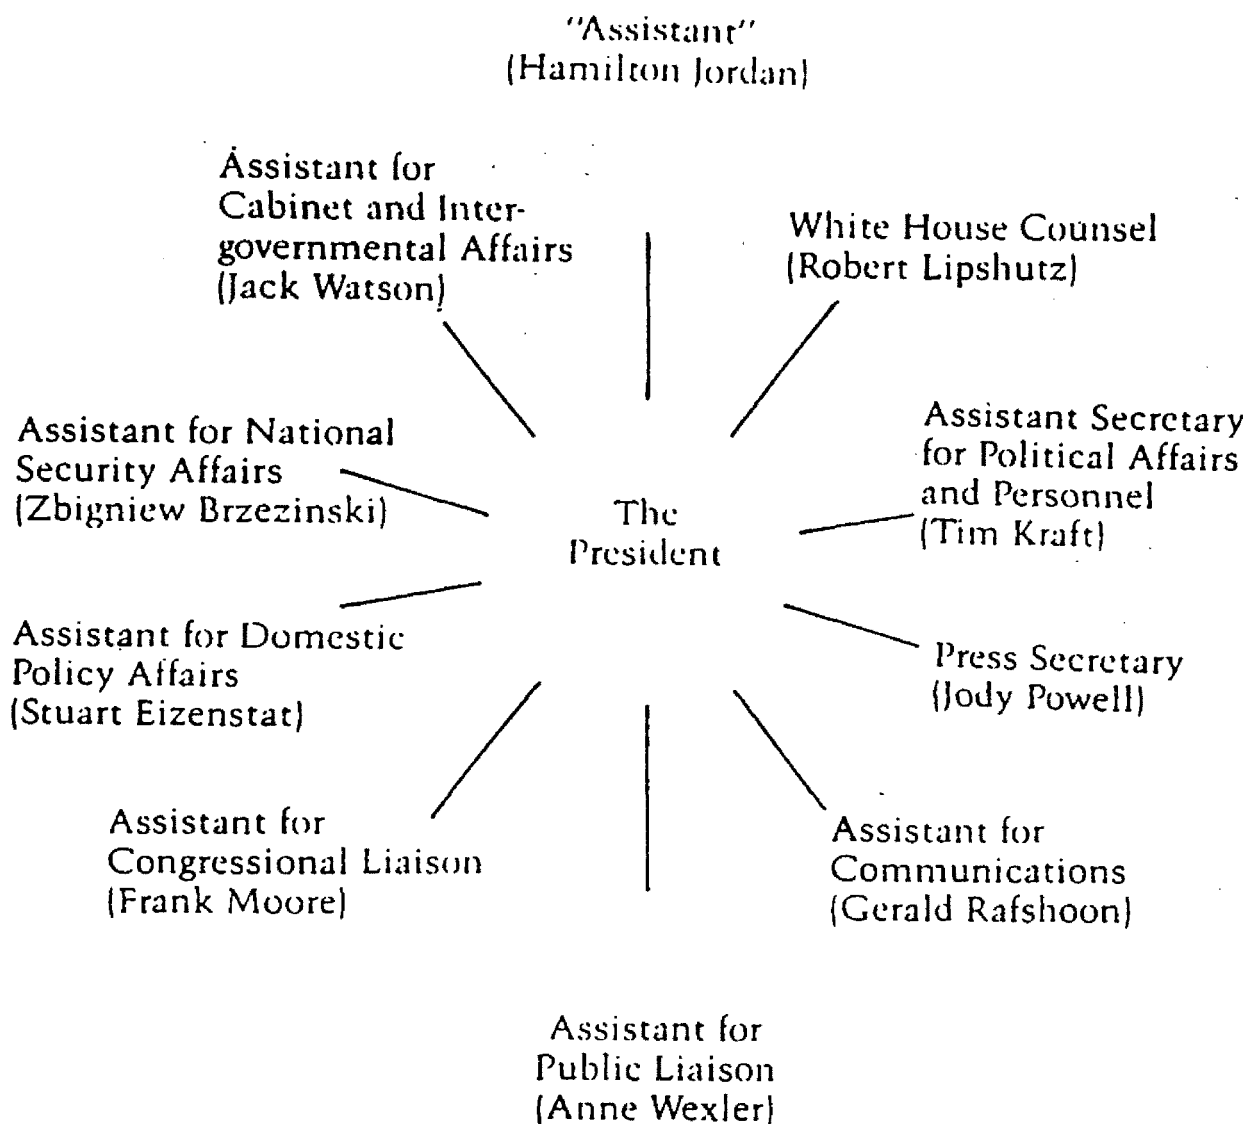 "Assistant"
(Hamilton Jordan)
Assistant for
Cabinet and Inter-
governmental Affairs
(Jack Watson)
White House Counsel
(Robert Lipshutz)
Assistant for National
Security Affairs
(Zbigniew Brzezinski)
Assistant Secretary
for Political Affairs
and Personnel
(Tim Kraft)
The
President
Assistant for Domestic
Policy Affairs
(Stuart Eizenstat)
Press Secretary
(Jody Powell)
Assistant for
Congressional Liaison
(Frank Moore)
Assistant for
Communications
(Gerald Rafshoon)
Assistant for
Public Liaison
(Anne Wexler)